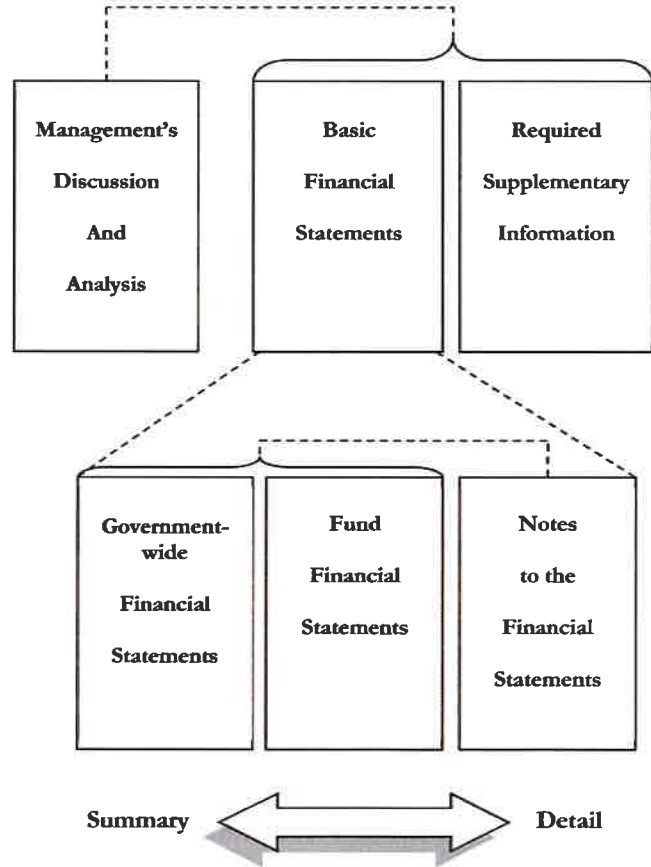 Management's
Discussion
And
Analysis
Basic
Financial
Statements
Required
Supplementary
Information
Government-
wide
Financial
Statements
Fund
Financial
Statements
Notes
to the
Financial
Statements
Summary
Detail